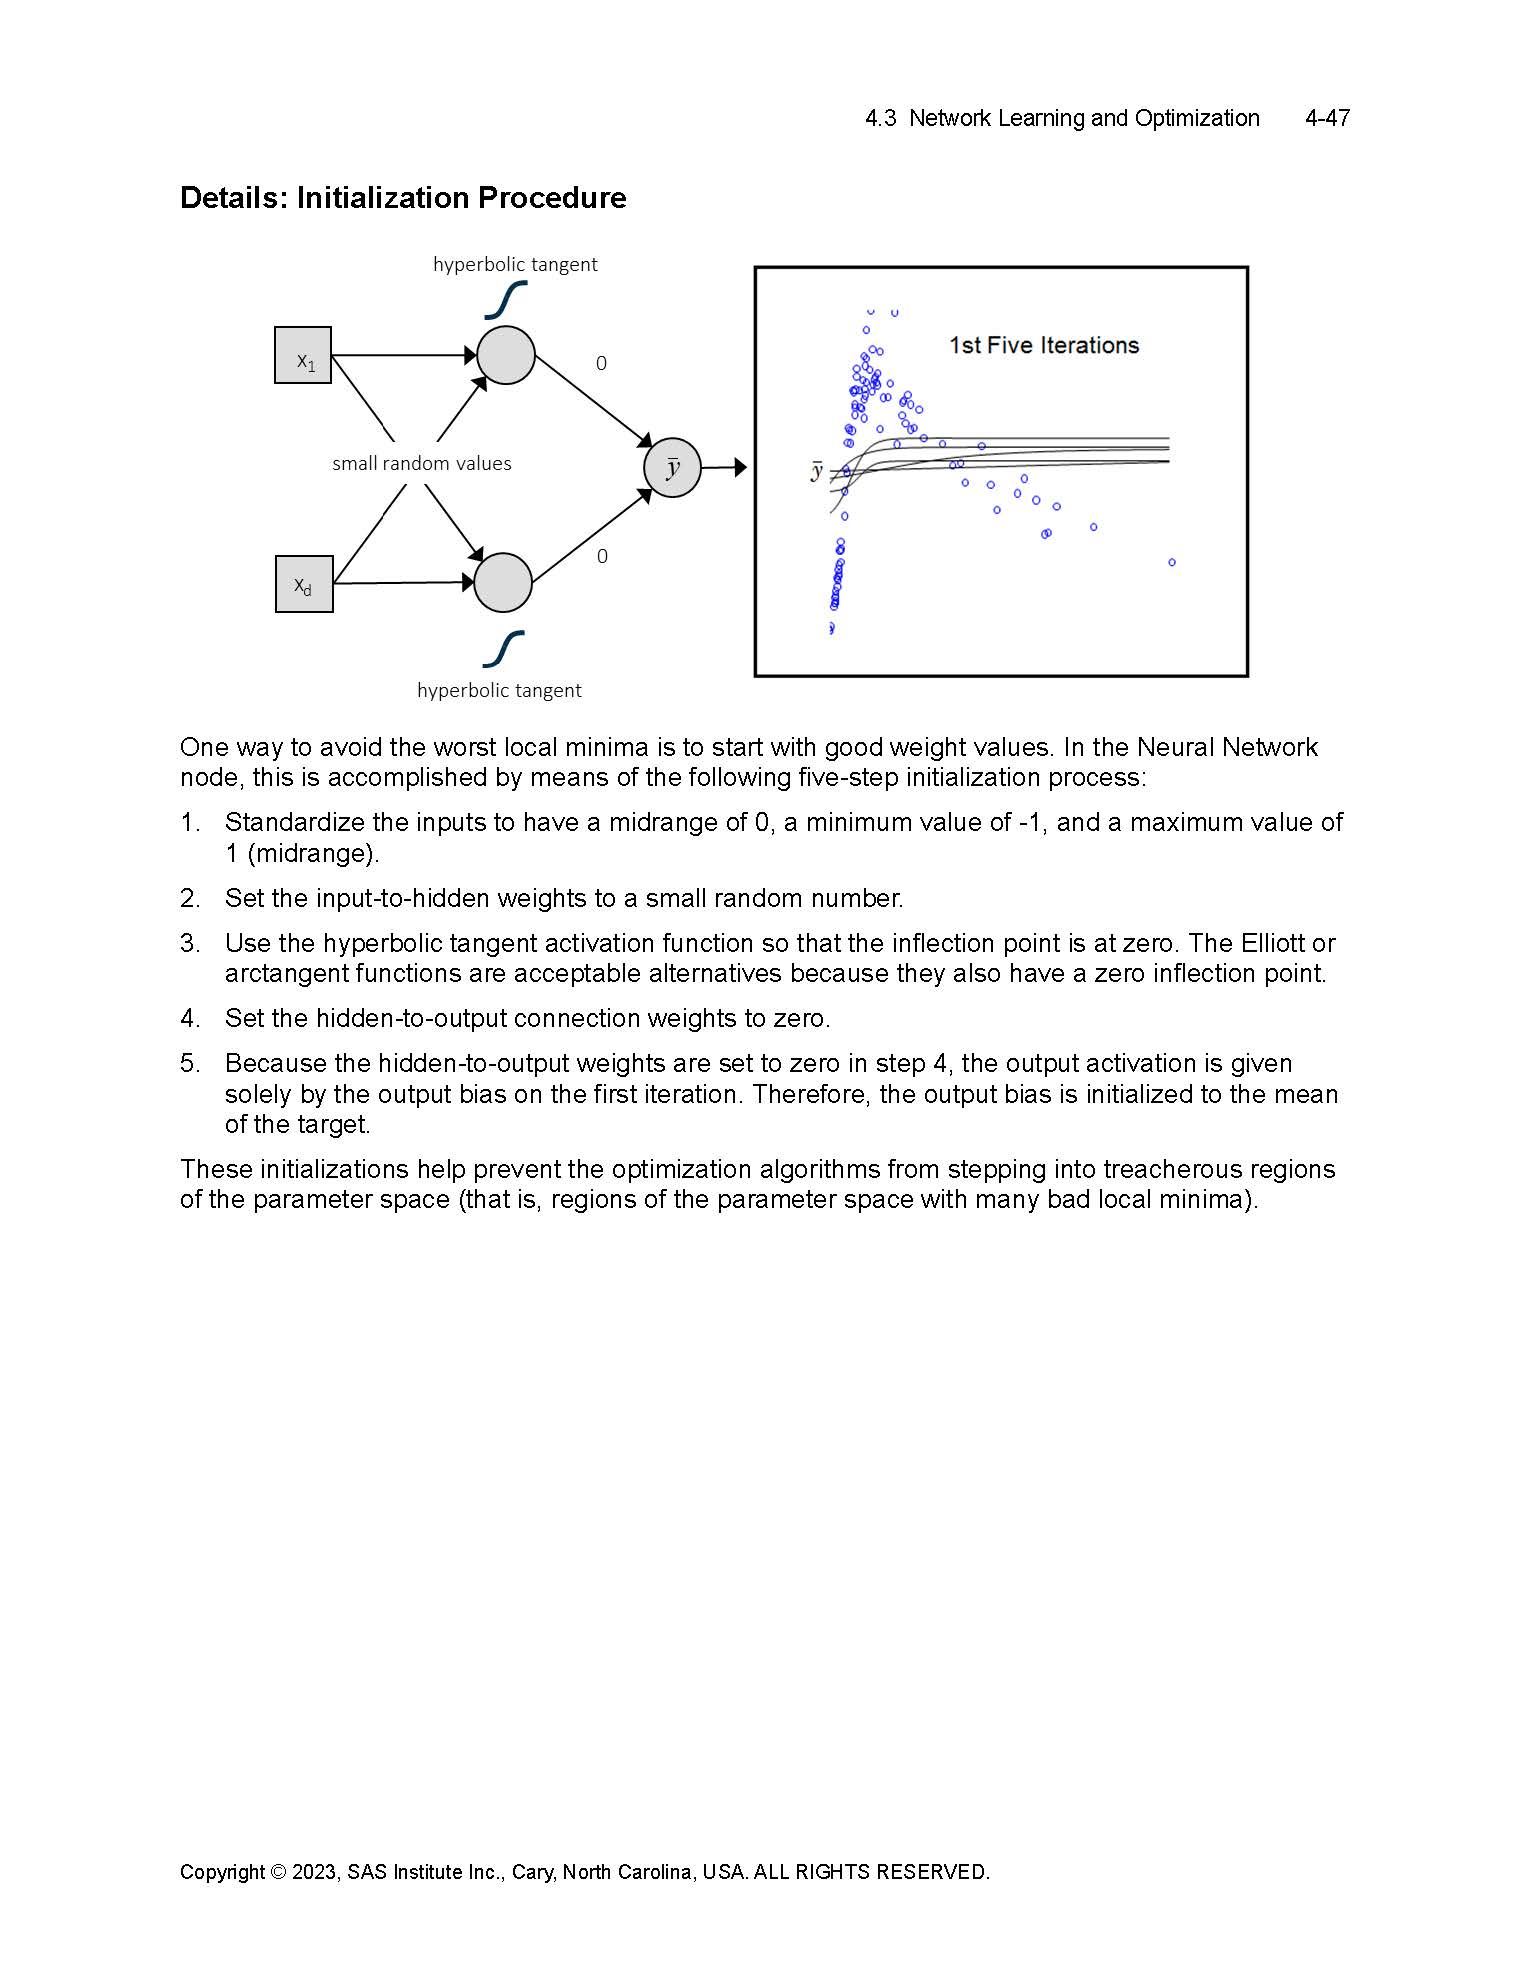 4.3 Network Learning and Optimization 4-47
Details: Initialization Procedure
hyperbolic tangent
x1
0
1st Five Iterations
small random values
y̅
y̅
xd
0
hyperbolic tangent
One way to avoid the worst local minima is to start with good weight values. In the Neural Network
node, this is accomplished by means of the following five-step initialization process:
1. Standardize the inputs to have a midrange of 0, a minimum value of -1, and a maximum value of
1 (midrange).
2. Set the input-to-hidden weights to a small random number.
3. Use the hyperbolic tangent activation function so that the inflection point is at zero. The Elliott or
arctangent functions are acceptable alternatives because they also have a zero inflection point.
4. Set the hidden-to-output connection weights to zero.
5. Because the hidden-to-output weights are set to zero in step 4, the output activation is given
solely by the output bias on the first iteration. Therefore, the output bias is initialized to the mean
of the target.
These initializations help prevent the optimization algorithms from stepping into treacherous regions
of the parameter space (that is, regions of the parameter space with many bad local minima).
Copyright © 2023, SAS Institute Inc., Cary, North Carolina, USA. ALL RIGHTS RESERVED.